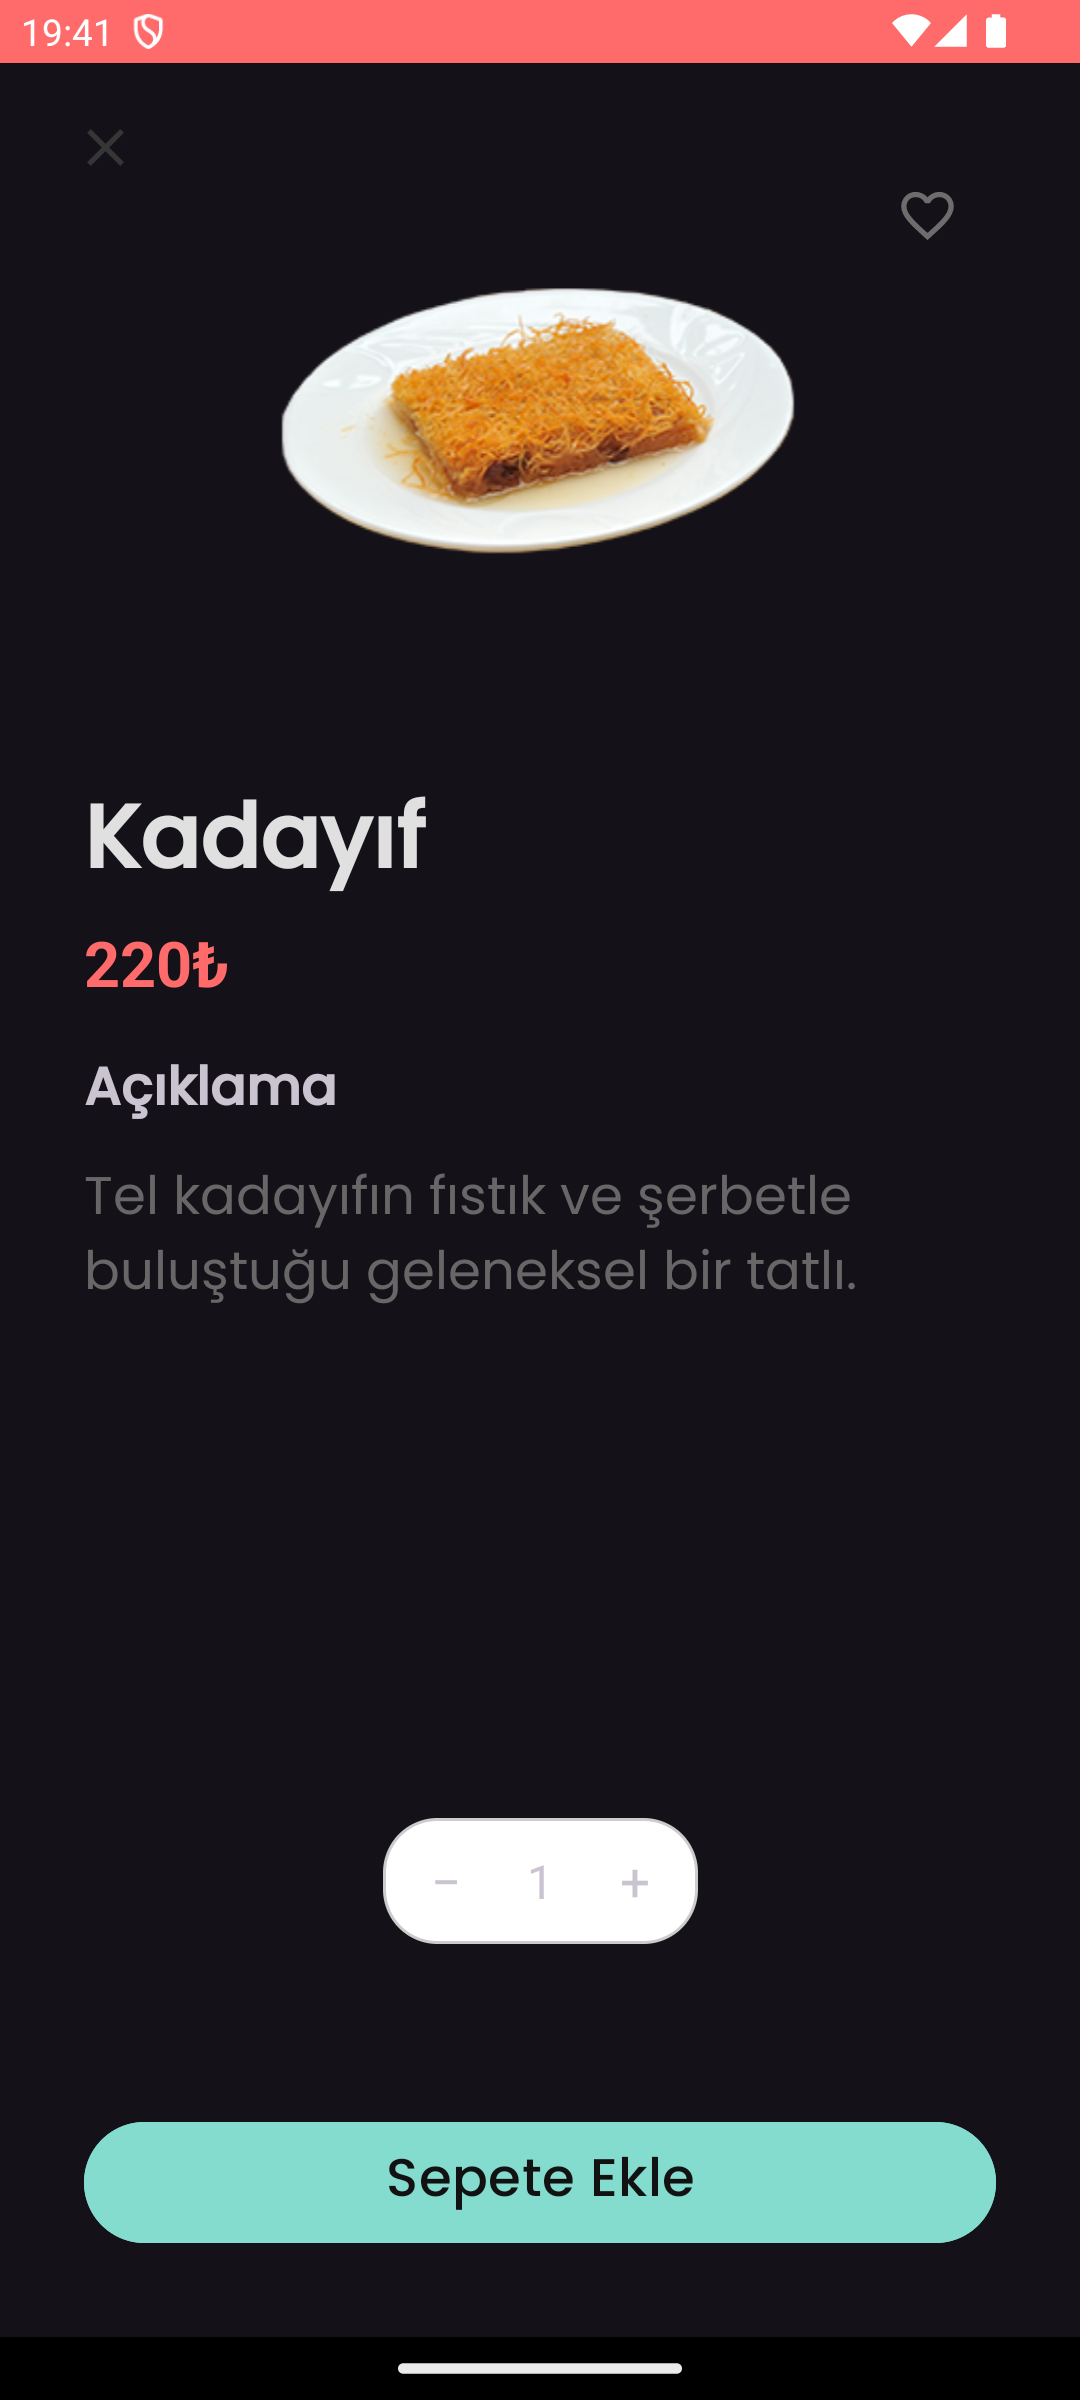 19:41
Kadayıf
220₺
Açıklama
Tel kadayıfın fıstık ve şerbetle
buluştuğu geleneksel bir tatlı.
− 1 +
Sepete Ekle